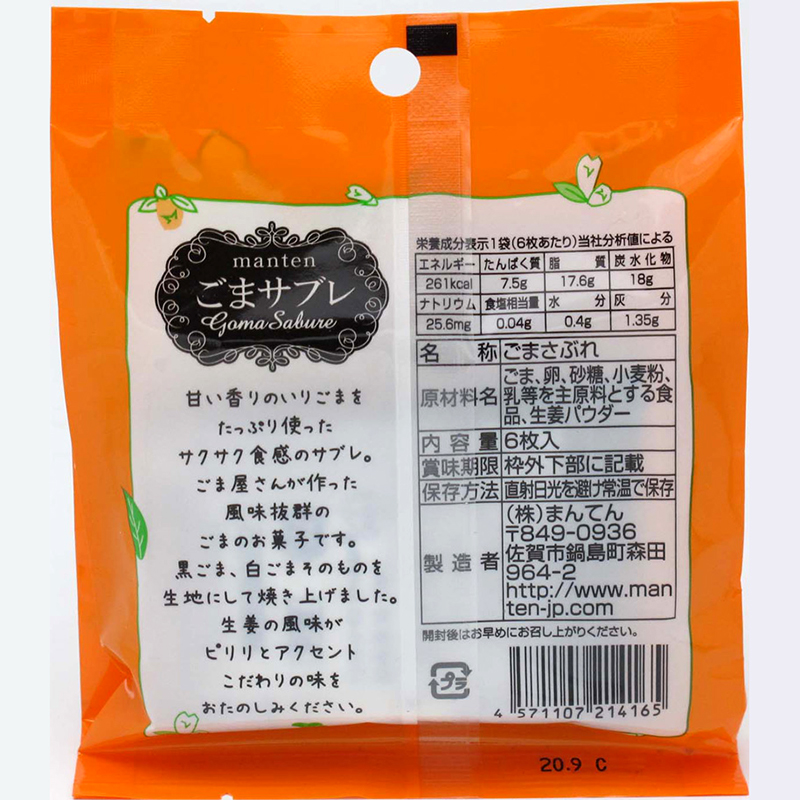 manten
ごまサブレ
Goma Sabure
甘い香りのいりごまを
たっぷり使った
サクサク食感のサブレ。
ごま屋さんが作った
風味抜群の
ごまのお菓子です。
黒ごま、白ごまそのものを
生地にして焼き上げました。
生姜の風味が
ピリリとアクセント
こだわりの味を
おたのしみください。
栄養成分表示1袋(6枚あたり)当社分析値による
エネルギー たんぱく質 脂質 炭水化物
261kcal 7.5g 17.6g 18g
ナトリウム 食塩相当量 水分 灰分
25.6mg 0.04g 0.4g 1.35g
名称 ごまさぶれ
原材料名 ごま、卵、砂糖、小麦粉、
乳等を主原料とする食
品、生姜パウダー
内容量 6枚入
賞味期限 枠外下部に記載
保存方法 直射日光を避け常温で保存
製造者 (株)まんてん
〒849-0936
佐賀市鍋島町森田
964-2
http://www.man
ten-jp.com
開封後はお早めにお召し上がりください。
プラ
4 571107 214165
20.9 C